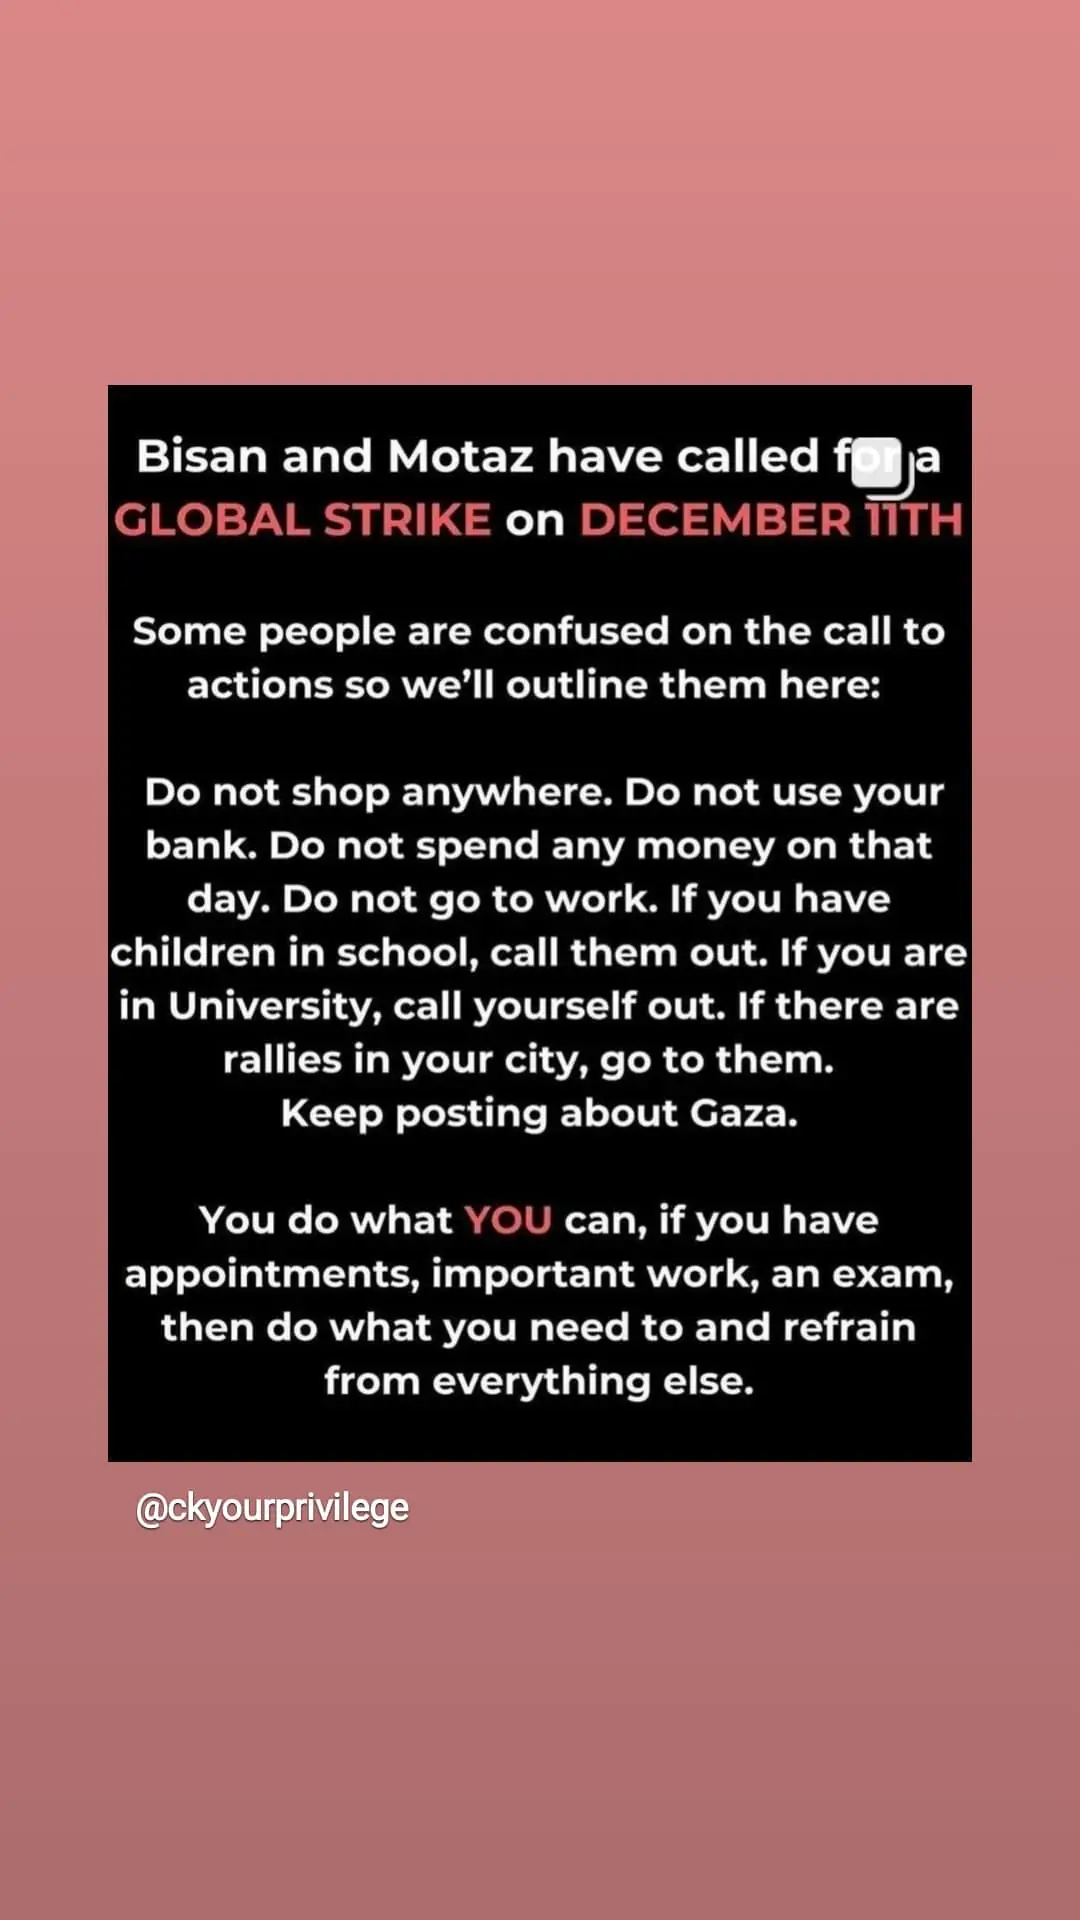 Bisan and Motaz have called for a
GLOBAL STRIKE on DECEMBER 11TH
Some people are confused on the call to
actions so we'll outline them here:
Do not shop anywhere. Do not use your
bank. Do not spend any money on that
day. Do not go to work. If you have
children in school, call them out. If you are
in University, call yourself out. If there are
rallies in your city, go to them.
Keep posting about Gaza.
You do what YOU can, if you have
appointments, important work, an exam,
then do what you need to and refrain
from everything else.
@ckyourprivilege